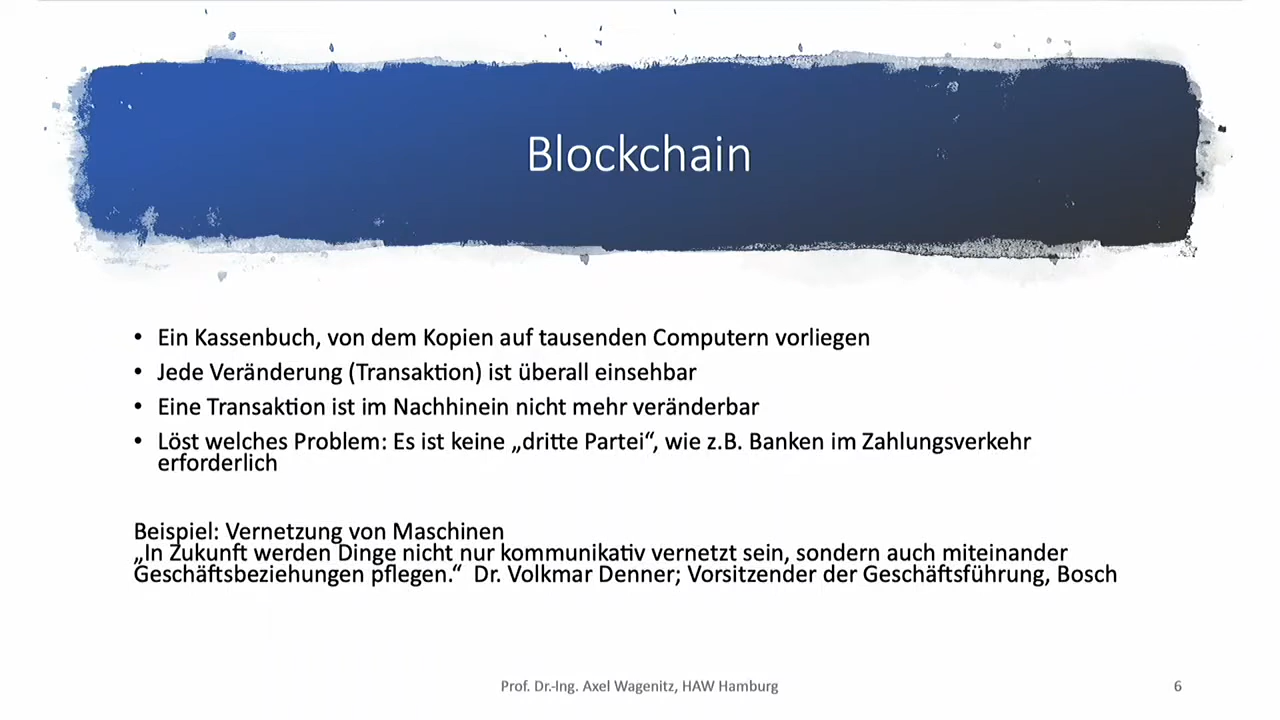 Blockchain
• Ein Kassenbuch, von dem Kopien auf tausenden Computern vorliegen
• Jede Veränderung (Transaktion) ist überall einsehbar
• Eine Transaktion ist im Nachhinein nicht mehr veränderbar
• Löst welches Problem: Es ist keine „dritte Partei“, wie z.B. Banken im Zahlungsverkehr
erforderlich
Beispiel: Vernetzung von Maschinen
„In Zukunft werden Dinge nicht nur kommunikativ vernetzt sein, sondern auch miteinander
Geschäftsbeziehungen pflegen.“ Dr. Volkmar Denner; Vorsitzender der Geschäftsführung, Bosch
Prof. Dr.-Ing. Axel Wagenitz, HAW Hamburg
6